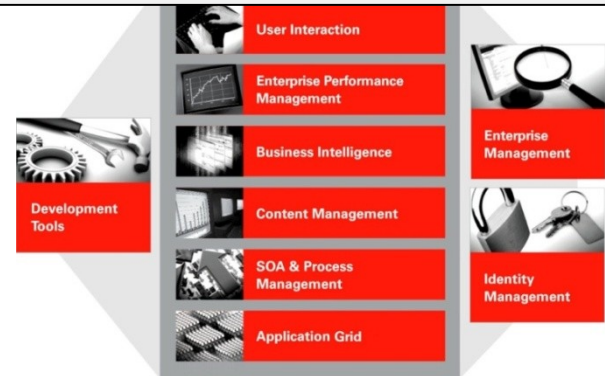 User Interaction
Enterprise Performance
Management
Business Intelligence
Content Management
SOA & Process
Management
Application Grid
Development
Tools
Enterprise
Management
Identity
Management